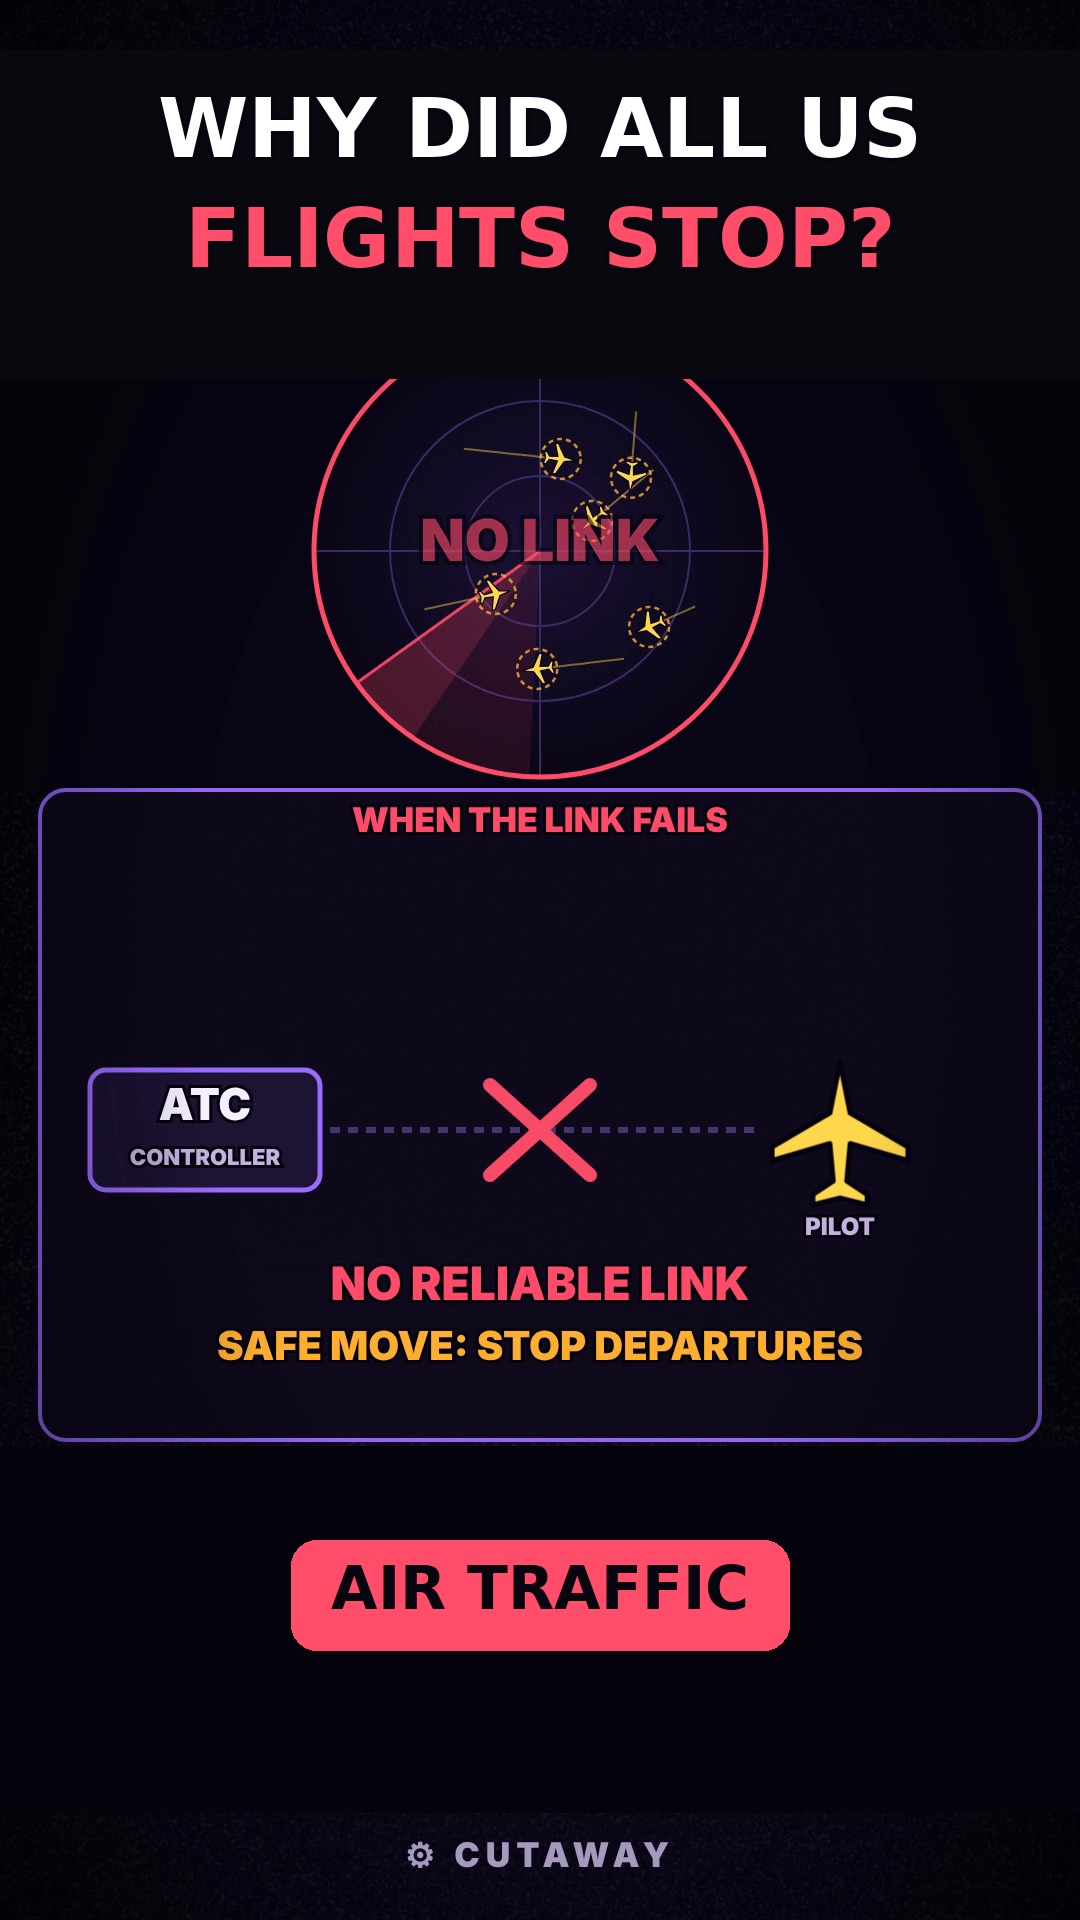 WHY DID ALL US
FLIGHTS STOP?
NO LINK
WHEN THE LINK FAILS
ATC
CONTROLLER
PILOT
NO RELIABLE LINK
SAFE MOVE: STOP DEPARTURES
AIR TRAFFIC
⚙ CUTAWAY